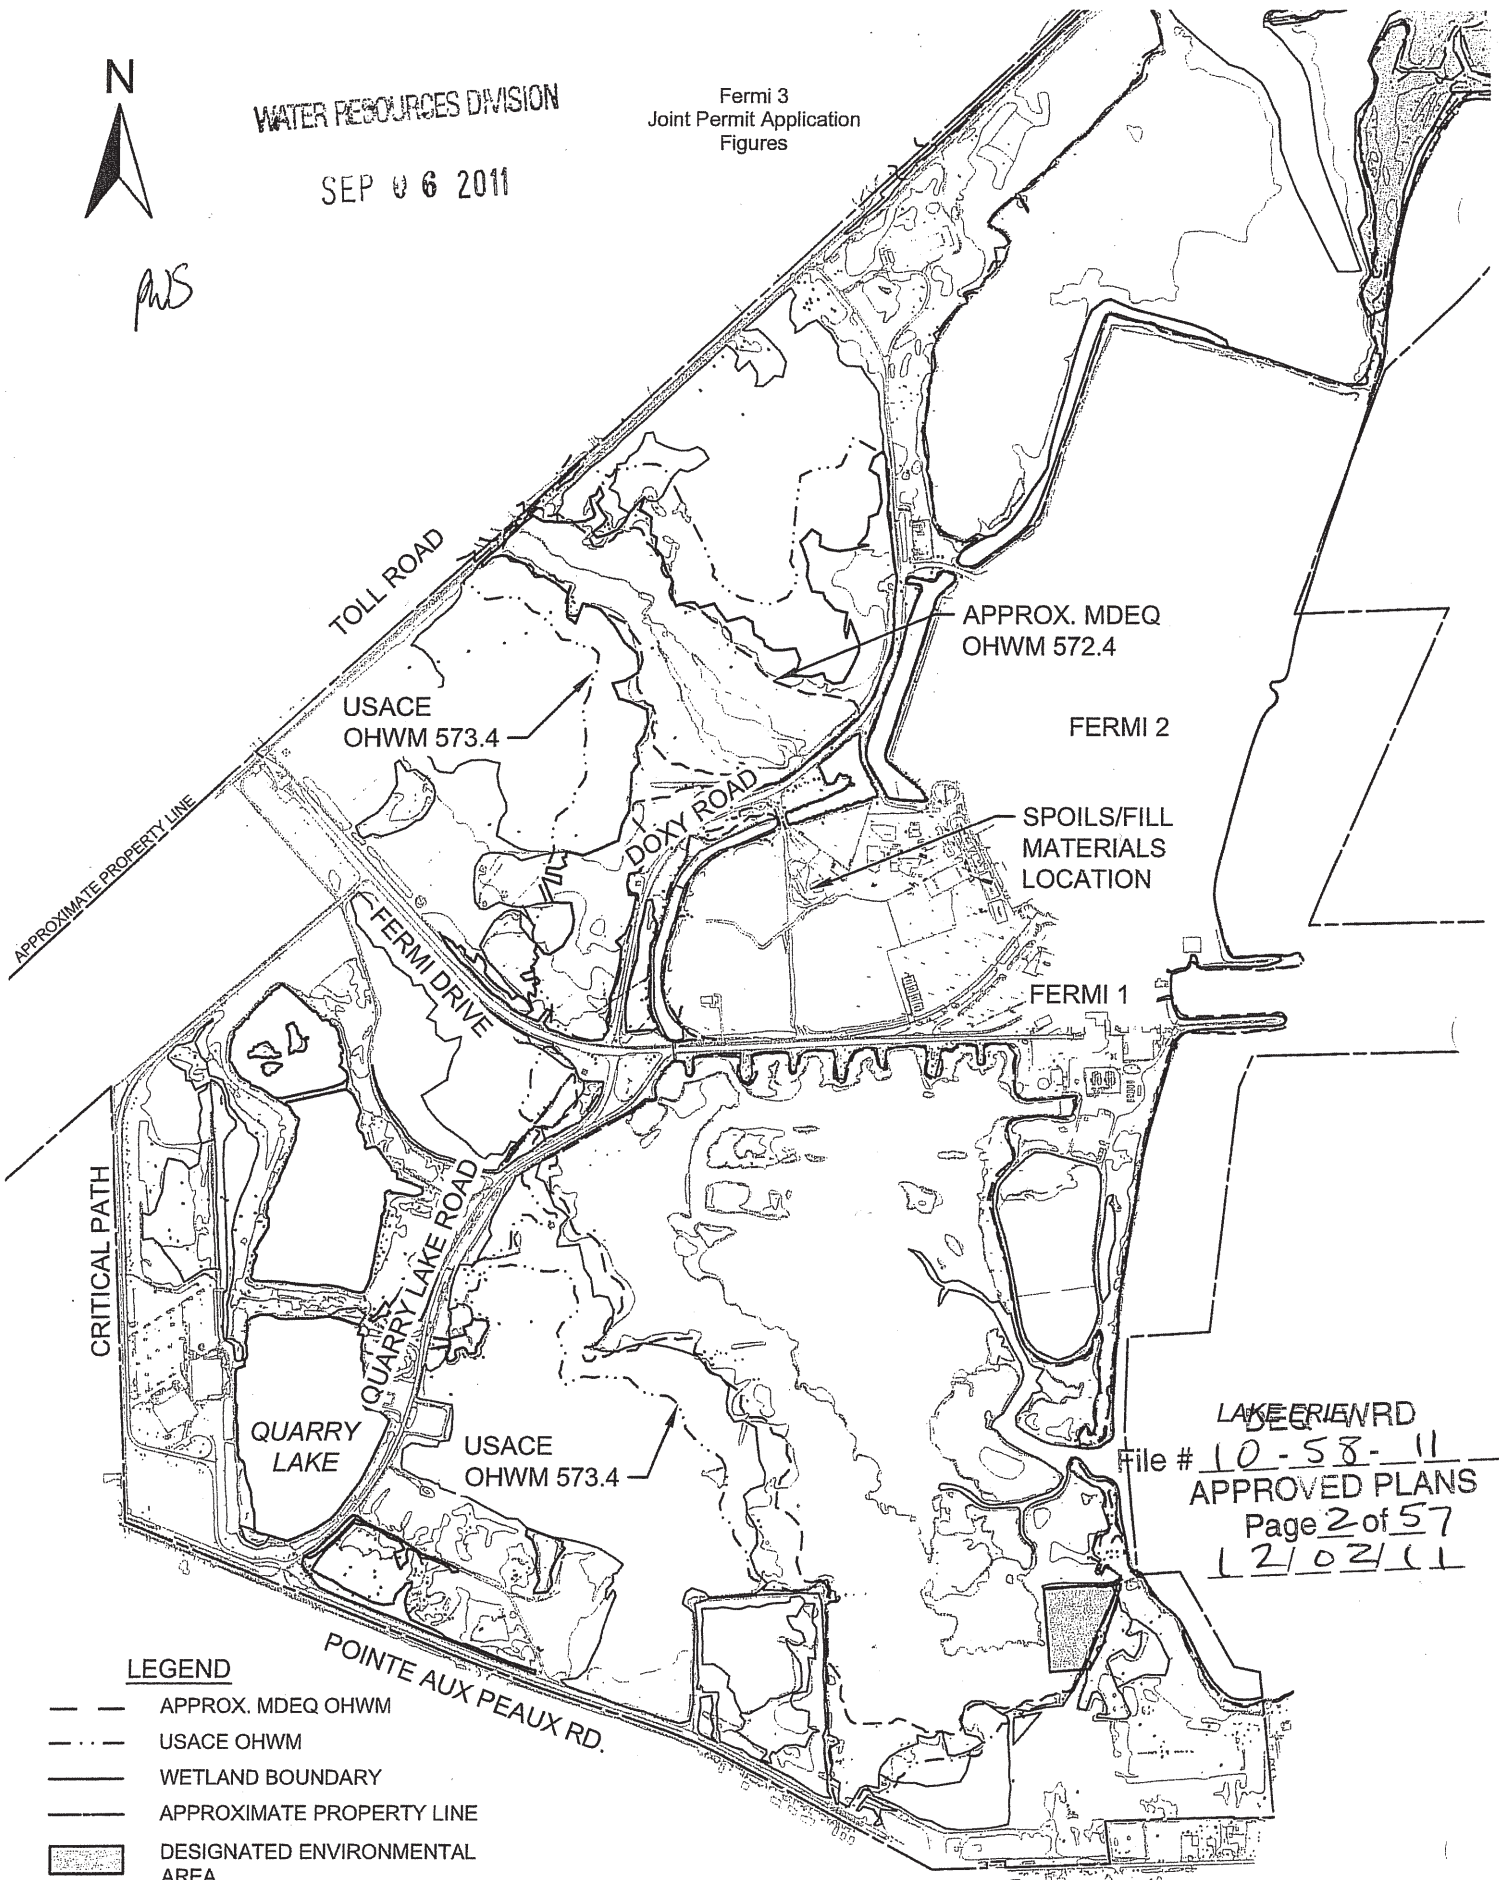 N
WATER RESOURCES DIVISION
SEP 06 2011
Fermi 3
Joint Permit Application
Figures
TOLL ROAD
APPROX. MDEQ
OHWM 572.4
USACE
OHWM 573.4
FERMI 2
DOXY ROAD
SPOILS/FILL
MATERIALS
LOCATION
APPROXIMATE PROPERTY LINE
FERMI DRIVE
FERMI 1
CRITICAL PATH
QUARRY LAKE ROAD
QUARRY
LAKE
USACE
OHWM 573.4
LAKE ERIE
DEQ WRD
File # 10-58-11
APPROVED PLANS
Page 2 of 57
12/02/11
POINTE AUX PEAUX RD.
LEGEND
APPROX. MDEQ OHWM
USACE OHWM
WETLAND BOUNDARY
APPROXIMATE PROPERTY LINE
DESIGNATED ENVIRONMENTAL
AREA